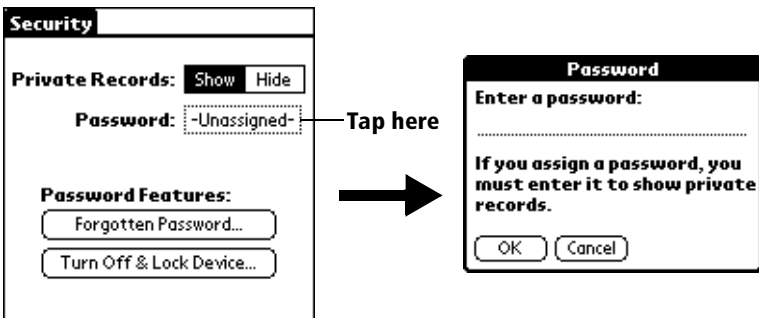 Security
Private Records: Show Hide
Password: -Unassigned-
Tap here
Password Features:
Forgotten Password...
Turn Off & Lock Device...
Password
Enter a password:
If you assign a password, you
must enter it to show private
records.
OK Cancel